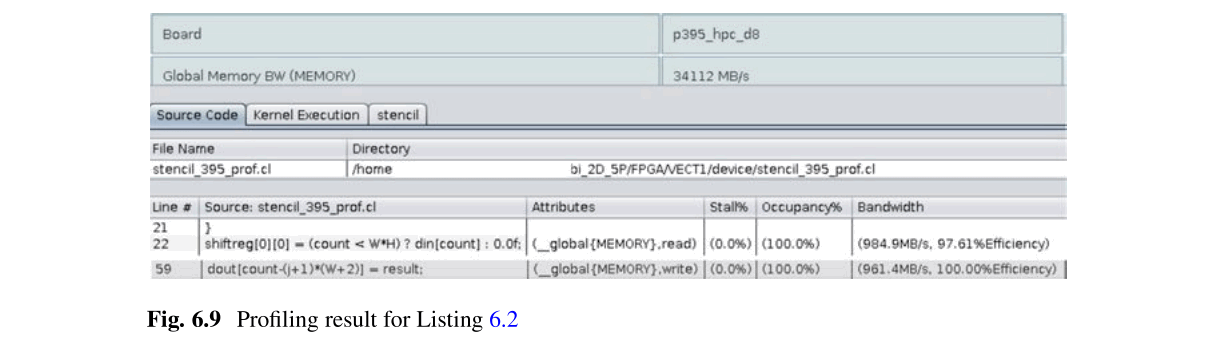 Board p395_hpc_d8
Global Memory BW (MEMORY) 34112 MB/s
Source Code Kernel Execution stencil
File Name Directory
stencil_395_prof.cl /home bi_2D_5P/FPGA/VECT1/device/stencil_395_prof.cl
Line # Source: stencil_395_prof.cl Attributes Stall% Occupancy% Bandwidth
21 }
22 shiftreg[0][0] = (count < W*H) ? din[count] : 0.0f; (__global{MEMORY},read) (0.0%) (100.0%) (984.9MB/s, 97.61%Efficiency)
59 dout[count-(j+1)*(W+2)] = result; (__global{MEMORY},write) (0.0%) (100.0%) (961.4MB/s, 100.00%Efficiency)
Fig. 6.9 Profiling result for Listing 6.2